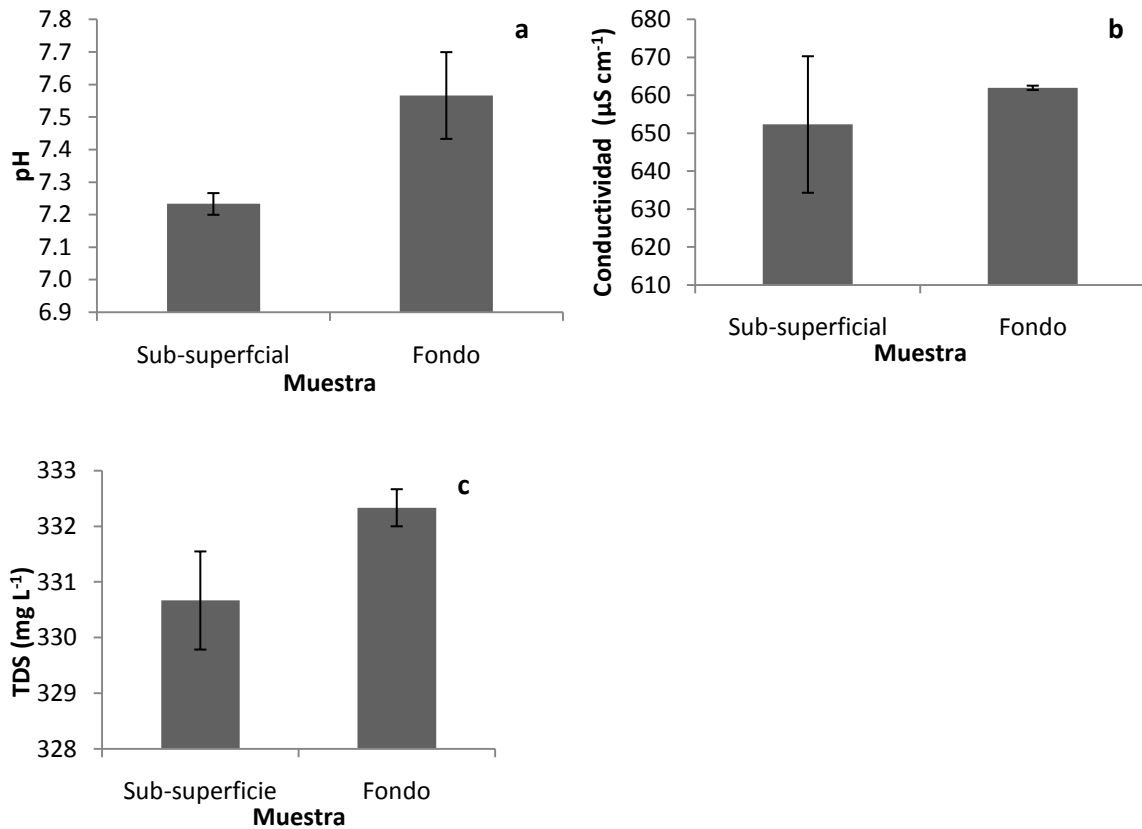 a
7.8
7.7
7.6
7.5
7.4
7.3
7.2
7.1
7.0
6.9
pH
Sub-superfcial Fondo
Muestra
b
680
670
660
650
640
630
620
610
Conductividad (µS cm-1)
Sub-superficial Fondo
Muestra
c
333
332
331
330
329
328
TDS (mg L-1)
Sub-superficie Fondo
Muestra